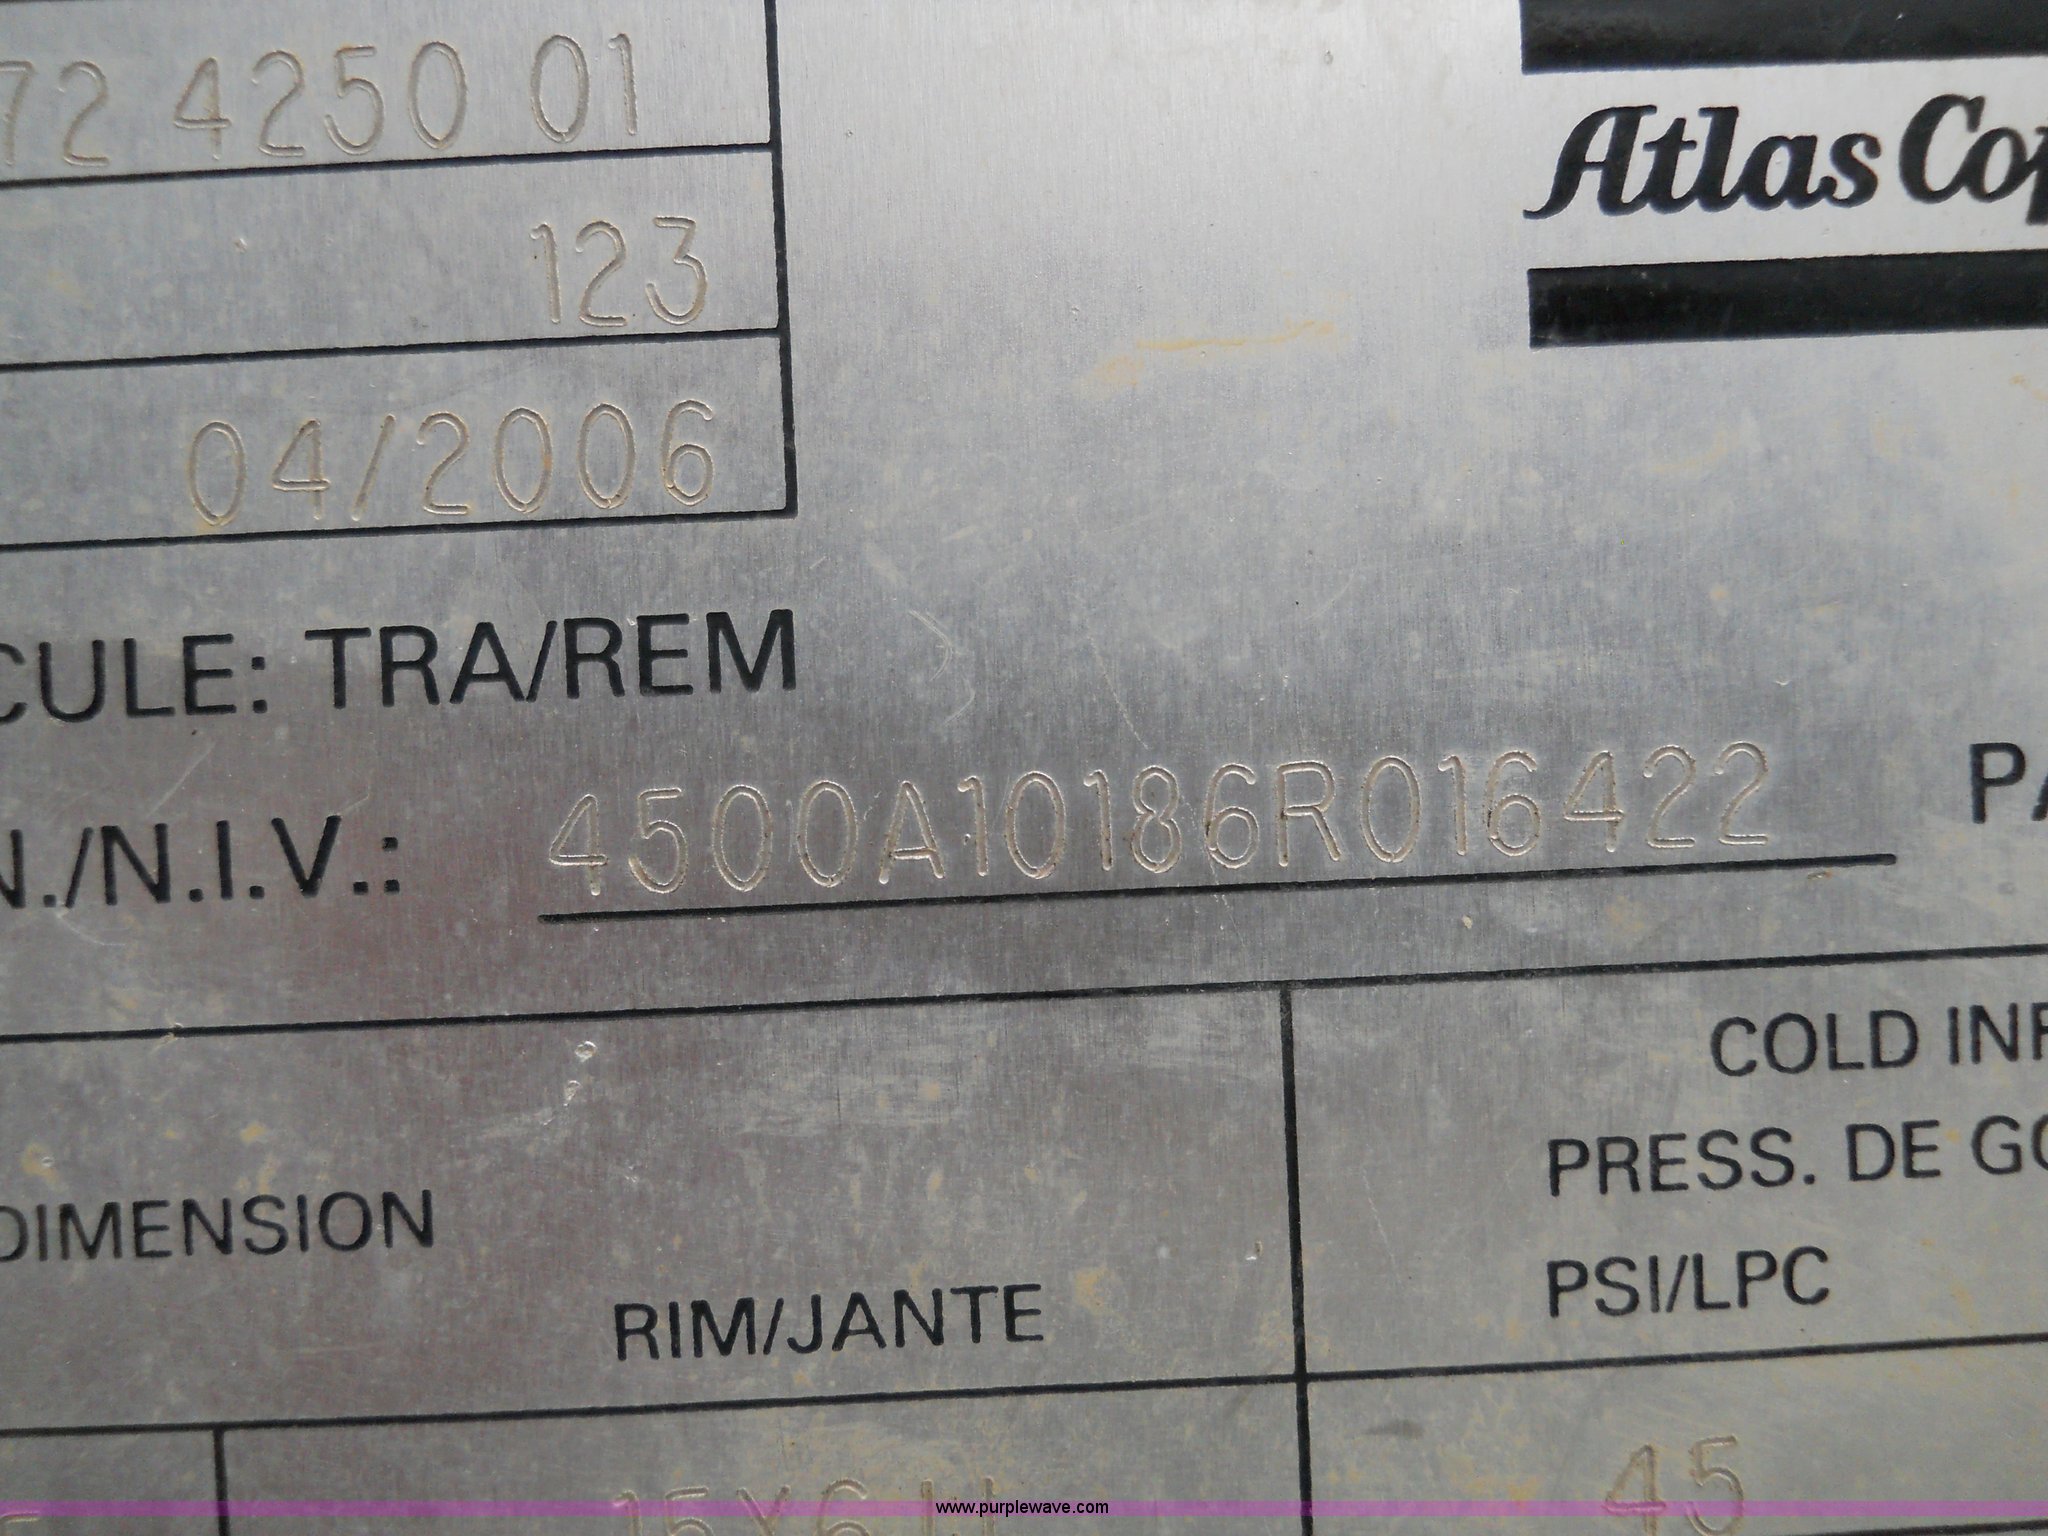 72 4250 01
Atlas Cop
123
04/2006
CULE: TRA/REM
N./N.I.V.: 4500A10186R016422 PA
COLD INF
PRESS. DE GO
DIMENSION
PSI/LPC
RIM/JANTE
45
www.purplewave.com